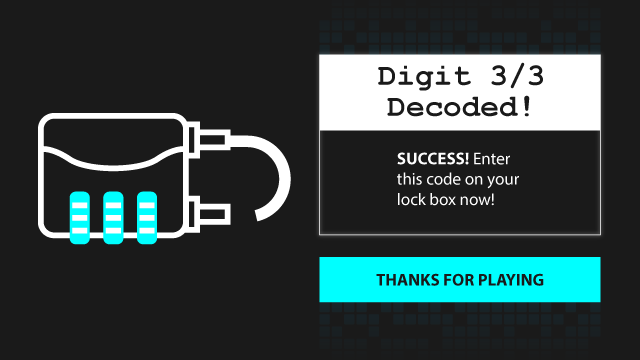 Digit 3/3
Decoded!
SUCCESS! Enter
this code on your
lock box now!
THANKS FOR PLAYING